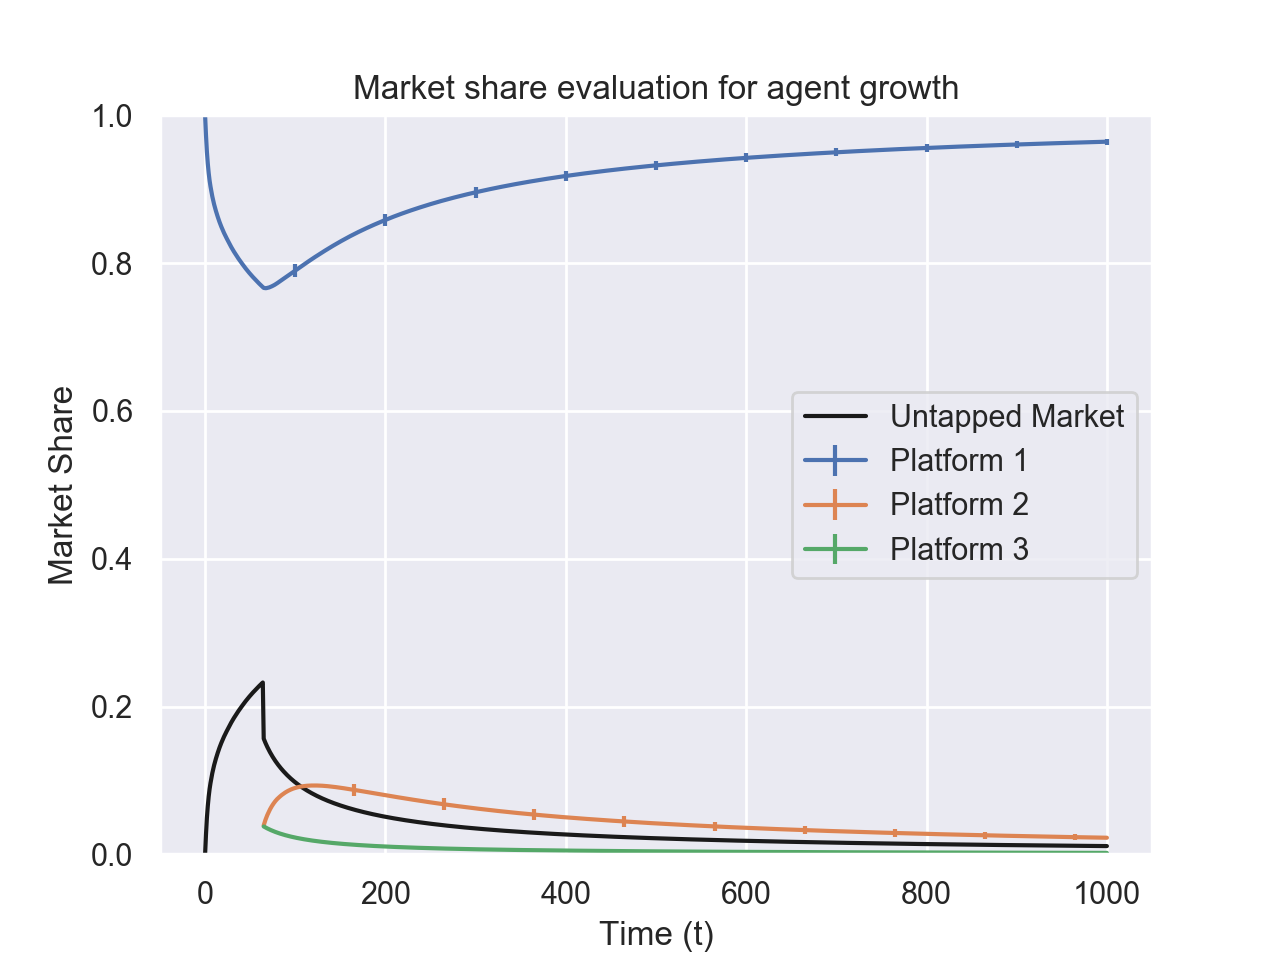 Market share evaluation for agent growth
1.0
0.8
0.6
0.4
0.2
0.0
Market Share
Untapped Market
Platform 1
Platform 2
Platform 3
0 200 400 600 800 1000
Time (t)